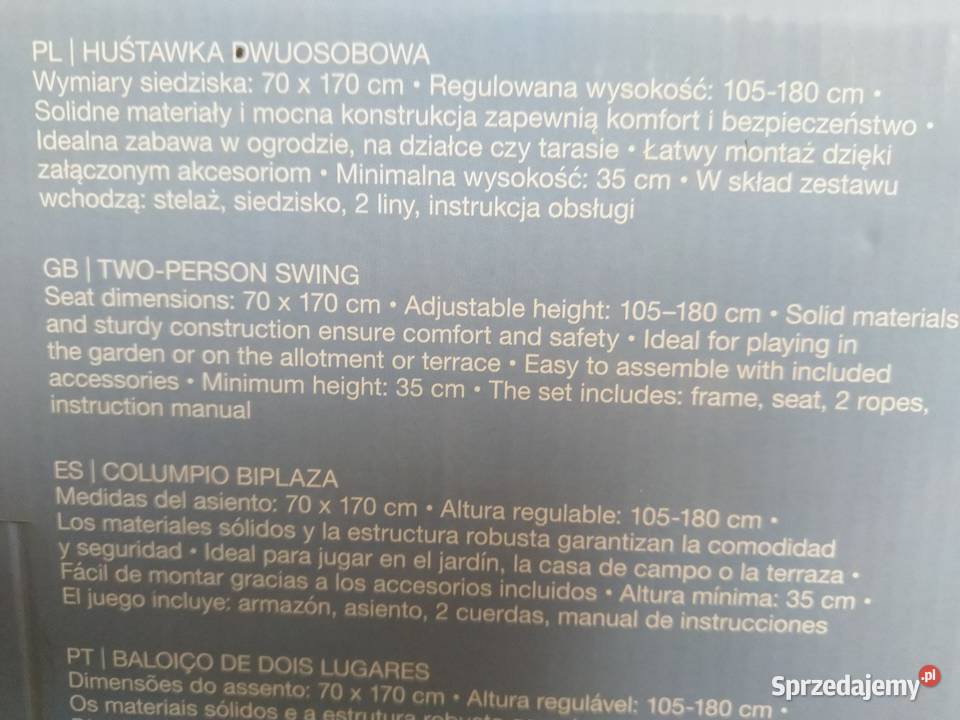 PL | HUŚTAWKA DWUOSOBOWA
Wymiary siedziska: 70 x 170 cm • Regulowana wysokość: 105-180 cm •
Solidne materiały i mocna konstrukcja zapewnią komfort i bezpieczeństwo •
Idealna zabawa w ogrodzie, na działce czy tarasie • Łatwy montaż dzięki
załączonym akcesoriom • Minimalna wysokość: 35 cm • W skład zestawu
wchodzą: stelaż, siedzisko, 2 liny, instrukcja obsługi
GB | TWO-PERSON SWING
Seat dimensions: 70 x 170 cm • Adjustable height: 105–180 cm • Solid materials
and sturdy construction ensure comfort and safety • Ideal for playing in
the garden or on the allotment or terrace • Easy to assemble with included
accessories • Minimum height: 35 cm • The set includes: frame, seat, 2 ropes,
instruction manual
ES | COLUMPIO BIPLAZA
Medidas del asiento: 70 x 170 cm • Altura regulable: 105-180 cm •
Los materiales sólidos y la estructura robusta garantizan la comodidad
y seguridad • Ideal para jugar en el jardín, la casa de campo o la terraza •
Fácil de montar gracias a los accesorios incluidos • Altura mínima: 35 cm •
El juego incluye: armazón, asiento, 2 cuerdas, manual de instrucciones
PT | BALOIÇO DE DOIS LUGARES
Dimensões do assento: 70 x 170 cm • Altura regulável: 105-180 cm •
Os materiais sólidos e a estrutura
Sprzedajemy.pl